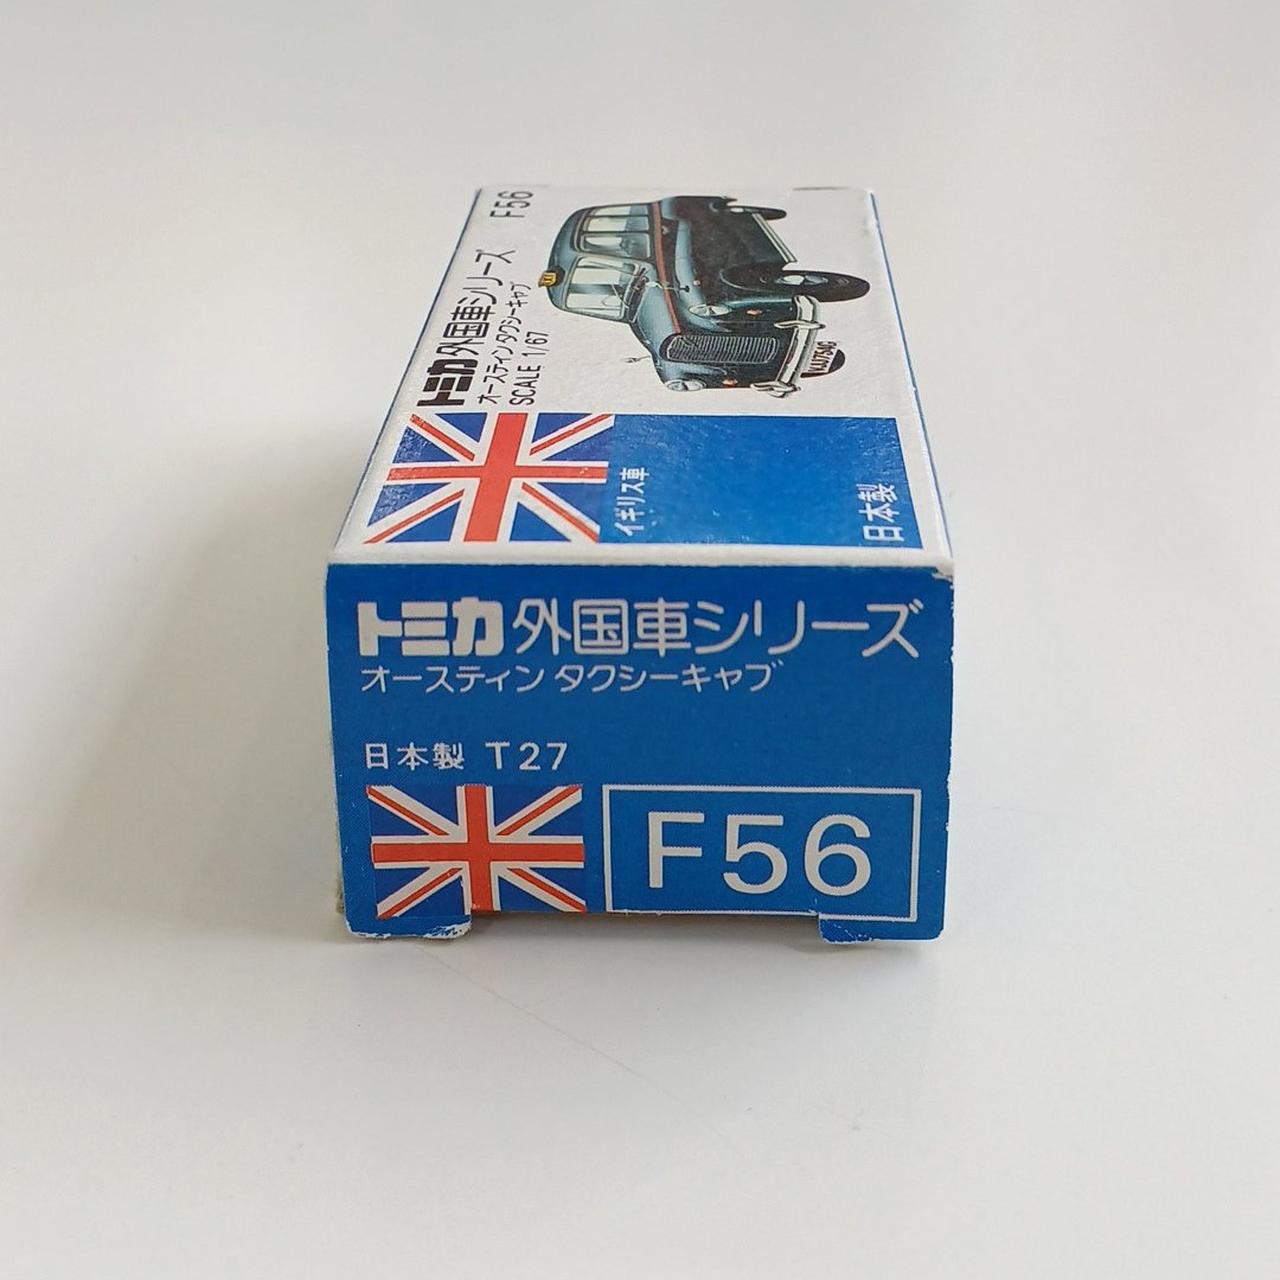 トミカ外国車シリーズ F56
オースティン タクシーキャブ
SCALE 1/67
イギリス車
日本製
トミカ外国車シリーズ
オースティン タクシーキャブ
日本製 T27
F56